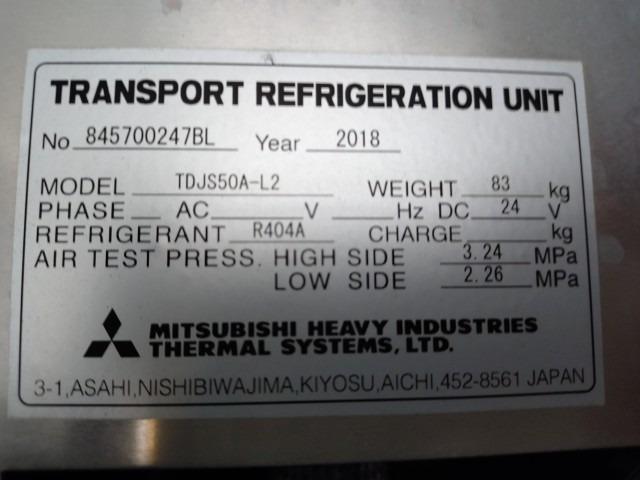 TRANSPORT REFRIGERATION UNIT
No 845700247BL Year 2018
MODEL TDJS50A-L2 WEIGHT 83 kg
PHASE AC V Hz DC 24 V
REFRIGERANT R404A CHARGE kg
AIR TEST PRESS. HIGH SIDE 3.24 MPa
LOW SIDE 2.26 MPa
MITSUBISHI HEAVY INDUSTRIES
THERMAL SYSTEMS, LTD.
3-1,ASAHI,NISHIBIWAJIMA,KIYOSU,AICHI,452-8561 JAPAN